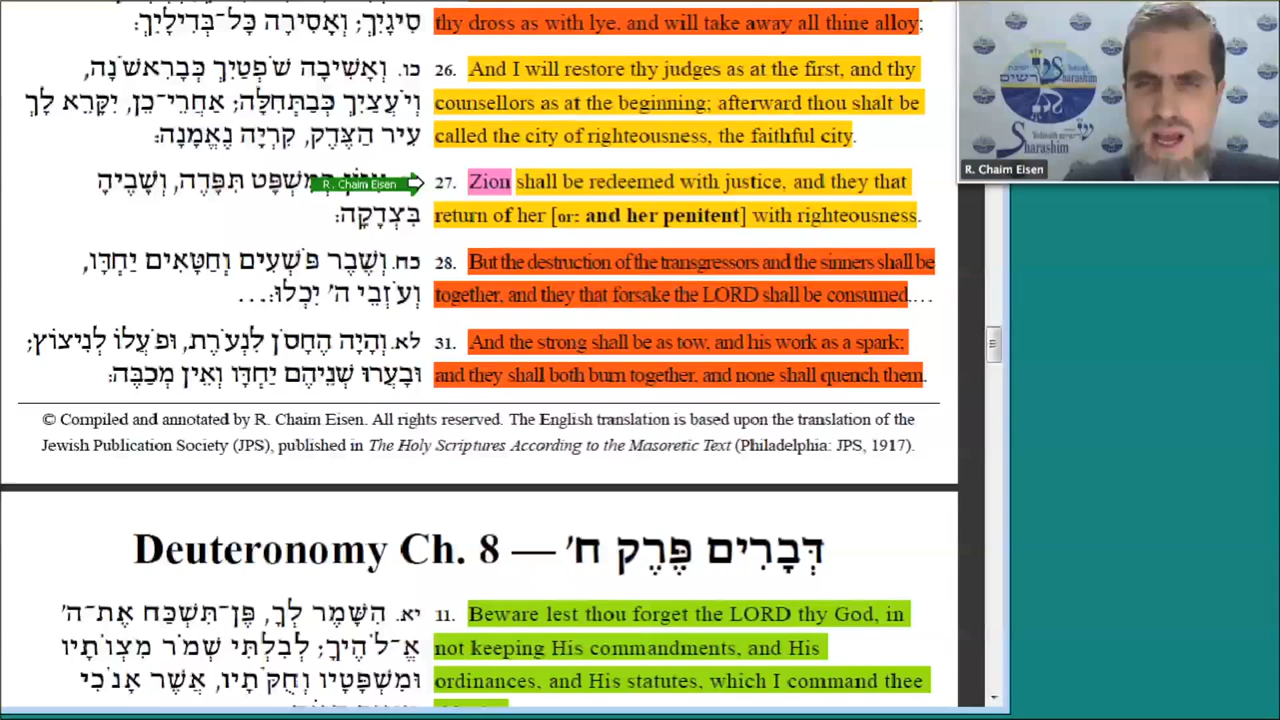 סִיגָיִךְ; וְאָסִירָה כָּל־בְּדִילָיִךְ:
thy dross as with lye, and will take away all thine alloy;
כו. וְאָשִׁיבָה שֹׁפְטַיִךְ כְּבָרִאשֹׁנָה,
וְיֹעֲצַיִךְ כְּבַתְּחִלָּה; אַחֲרֵי־כֵן, יִקָּרֵא לָךְ
עִיר הַצֶּדֶק, קִרְיָה נֶאֱמָנָה:
26. And I will restore thy judges as at the first, and thy
counsellors as at the beginning; afterward thou shalt be
called the city of righteousness, the faithful city.
תִּפָּדֶה, וְשָׁבֶיהָ
בִּצְדָקָה:
R. Chaim Eisen
27. Zion shall be redeemed with justice, and they that
return of her [or: and her penitent] with righteousness.
כח. וְשֶׁבֶר פֹּשְׁעִים וְחַטָּאִים יַחְדָּו,
וְעֹזְבֵי ה' יִכְלוּ:...
28. But the destruction of the transgressors and the sinners shall be
together, and they that forsake the LORD shall be consumed....
לא. וְהָיָה הֶחָסֹן לִנְעֹרֶת, וּפֹעֲלוֹ לְנִיצוֹץ;
וּבָעֲרוּ שְׁנֵיהֶם יַחְדָּו וְאֵין מְכַבֶּה:
31. And the strong shall be as tow, and his work as a spark;
and they shall both burn together, and none shall quench them.
© Compiled and annotated by R. Chaim Eisen. All rights reserved. The English translation is based upon the translation of the
Jewish Publication Society (JPS), published in The Holy Scriptures According to the Masoretic Text (Philadelphia: JPS, 1917).
Deuteronomy Ch. 8 — דְּבָרִים פֶּרֶק ח'
יא. הִשָּׁמֶר לְךָ, פֶּן־תִּשְׁכַּח אֶת־ה'
אֱ־לֹהֶיךָ; לְבִלְתִּי שְׁמֹר מִצְוֹתָיו
וּמִשְׁפָּטָיו וְחֻקֹּתָיו, אֲשֶׁר אָנֹכִי
11. Beware lest thou forget the LORD thy God, in
not keeping His commandments, and His
ordinances, and His statutes, which I command thee
R. Chaim Eisen
Yeshivath
Sharashim